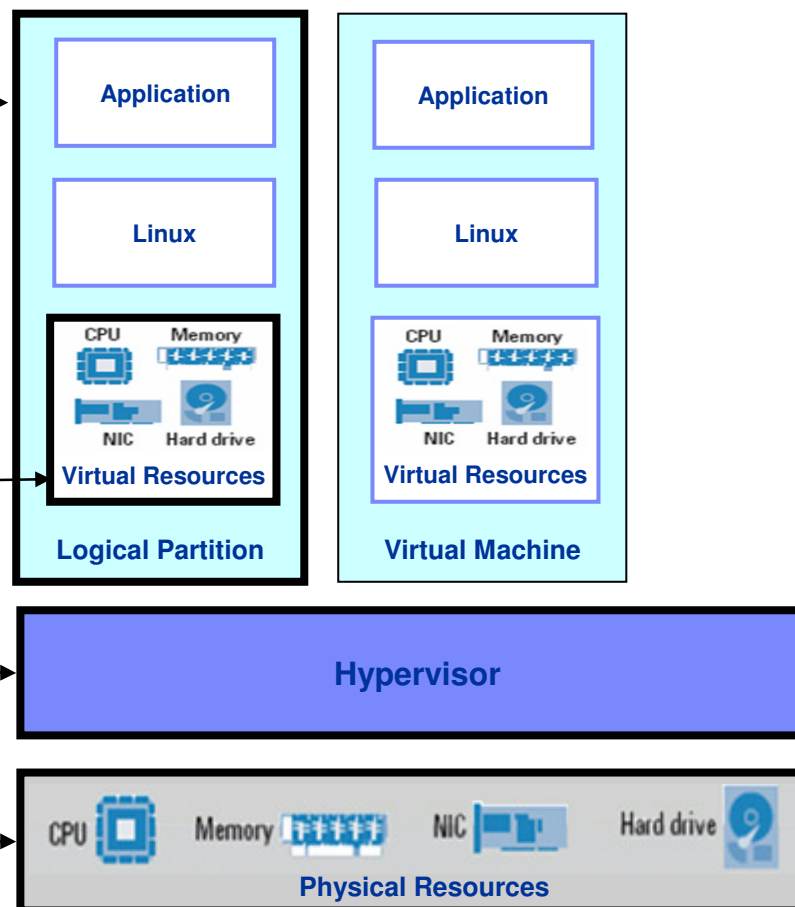 Application
Linux
CPU Memory
NIC Hard drive
Virtual Resources
Logical Partition
Application
Linux
CPU Memory
NIC Hard drive
Virtual Resources
Virtual Machine
Hypervisor
CPU Memory NIC Hard drive
Physical Resources